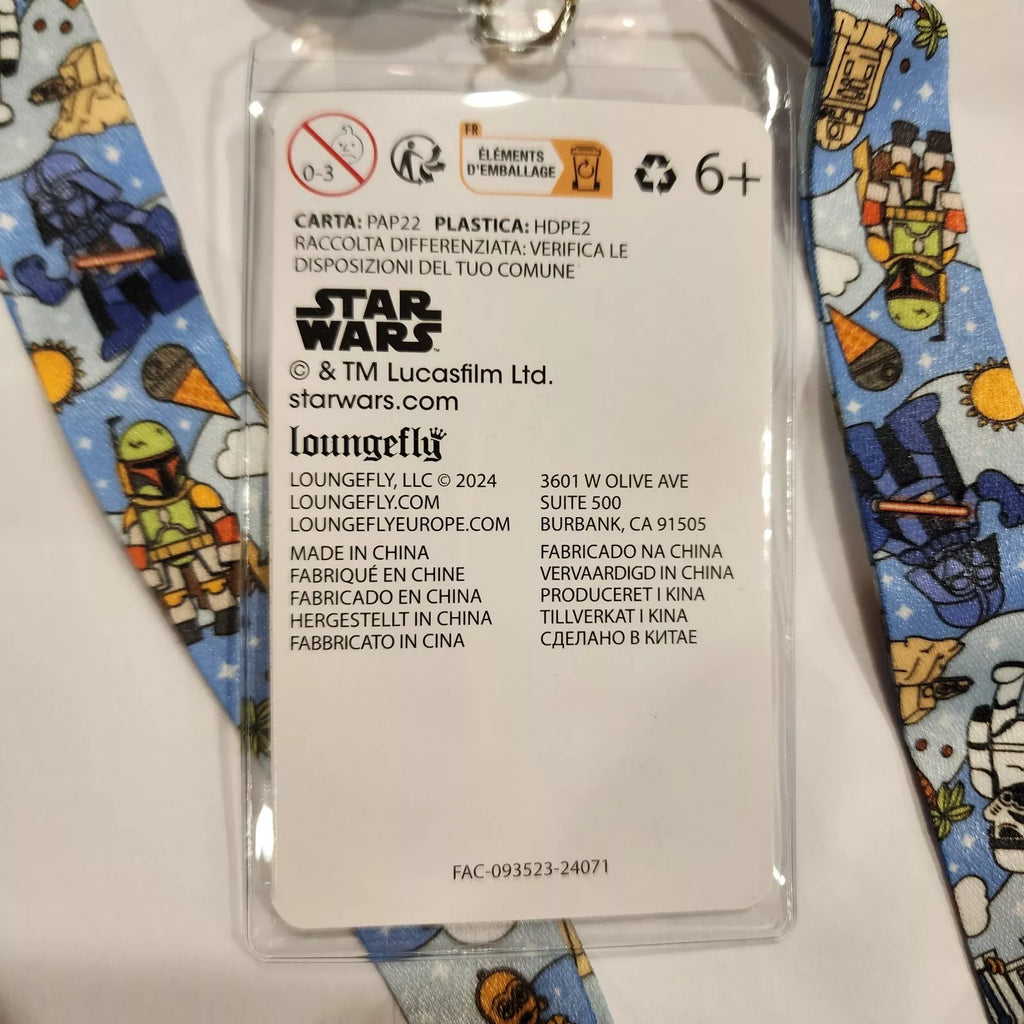 0-3
FR
ÉLÉMENTS
D'EMBALLAGE
6+
CARTA: PAP22 PLASTICA: HDPE2
RACCOLTA DIFFERENZIATA: VERIFICA LE
DISPOSIZIONI DEL TUO COMUNE
STAR
WARS™
© & TM Lucasfilm Ltd.
starwars.com
loungefly
LOUNGEFLY, LLC © 2024
LOUNGEFLY.COM
LOUNGEFLYEUROPE.COM
3601 W OLIVE AVE
SUITE 500
BURBANK, CA 91505
MADE IN CHINA
FABRIQUÉ EN CHINE
FABRICADO EN CHINA
HERGESTELLT IN CHINA
FABBRICATO IN CINA
FABRICADO NA CHINA
VERVAARDIGD IN CHINA
PRODUCERET I KINA
TILLVERKAT I KINA
СДЕЛАНО В КИТАЕ
FAC-093523-24071